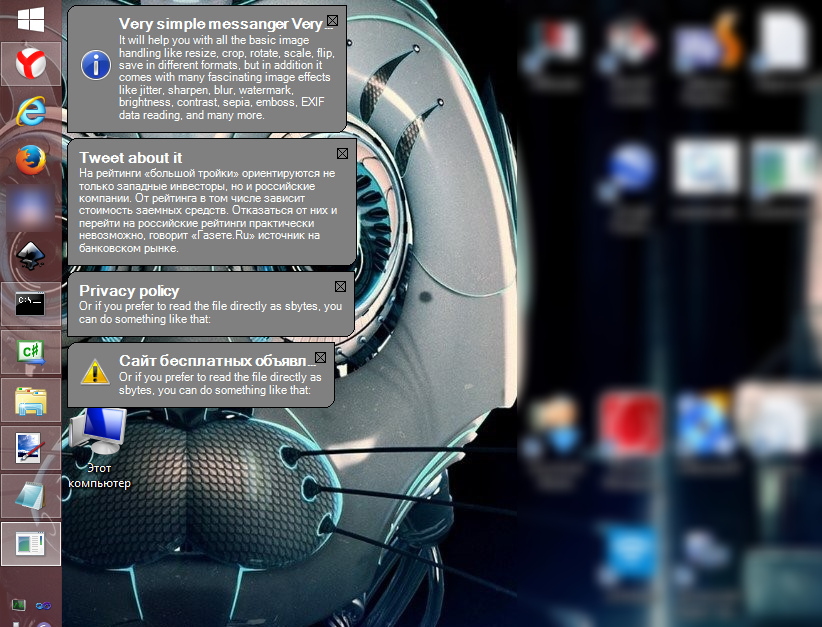 Very simple messanger Very...
It will help you with all the basic image
handling like resize, crop, rotate, scale, flip,
save in different formats, but in addition it
comes with many fascinating image effects
like jitter, sharpen, blur, watermark,
brightness, contrast, sepia, emboss, EXIF
data reading, and many more.
Tweet about it
На рейтинги «большой тройки» ориентируются не
только западные инвесторы, но и российские
компании. От рейтинга в том числе зависит
стоимость заемных средств. Отказаться от них и
перейти на российские рейтинги практически
невозможно, говорит «Газете.Ru» источник на
банковском рынке.
Privacy policy
Or if you prefer to read the file directly as sbytes, you
can do something like that:
Сайт бесплатных объявл...
Or if you prefer to read the file directly as
sbytes, you can do something like that:
C:\_
C#
Этот
компьютер